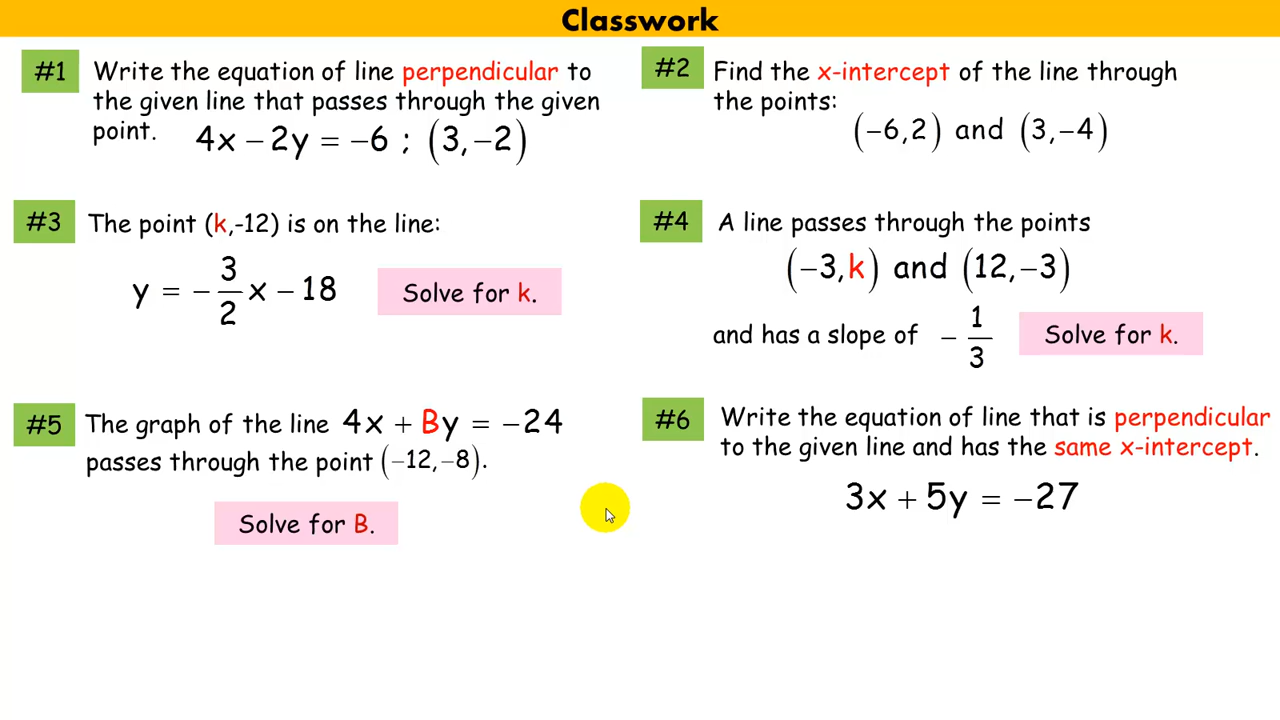 Classwork
#1
Write the equation of line perpendicular to
the given line that passes through the given
point.
4x − 2y = −6 ; (3, −2)
#2
Find the x-intercept of the line through
the points:
(−6,2) and (3,−4)
#3
The point (k,-12) is on the line:
y = − 3/2 x − 18
Solve for k.
#4
A line passes through the points
(−3,k) and (12,−3)
and has a slope of − 1/3
Solve for k.
#5
The graph of the line 4x + By = −24
passes through the point (−12,−8).
Solve for B.
#6
Write the equation of line that is perpendicular
to the given line and has the same x-intercept.
3x + 5y = −27